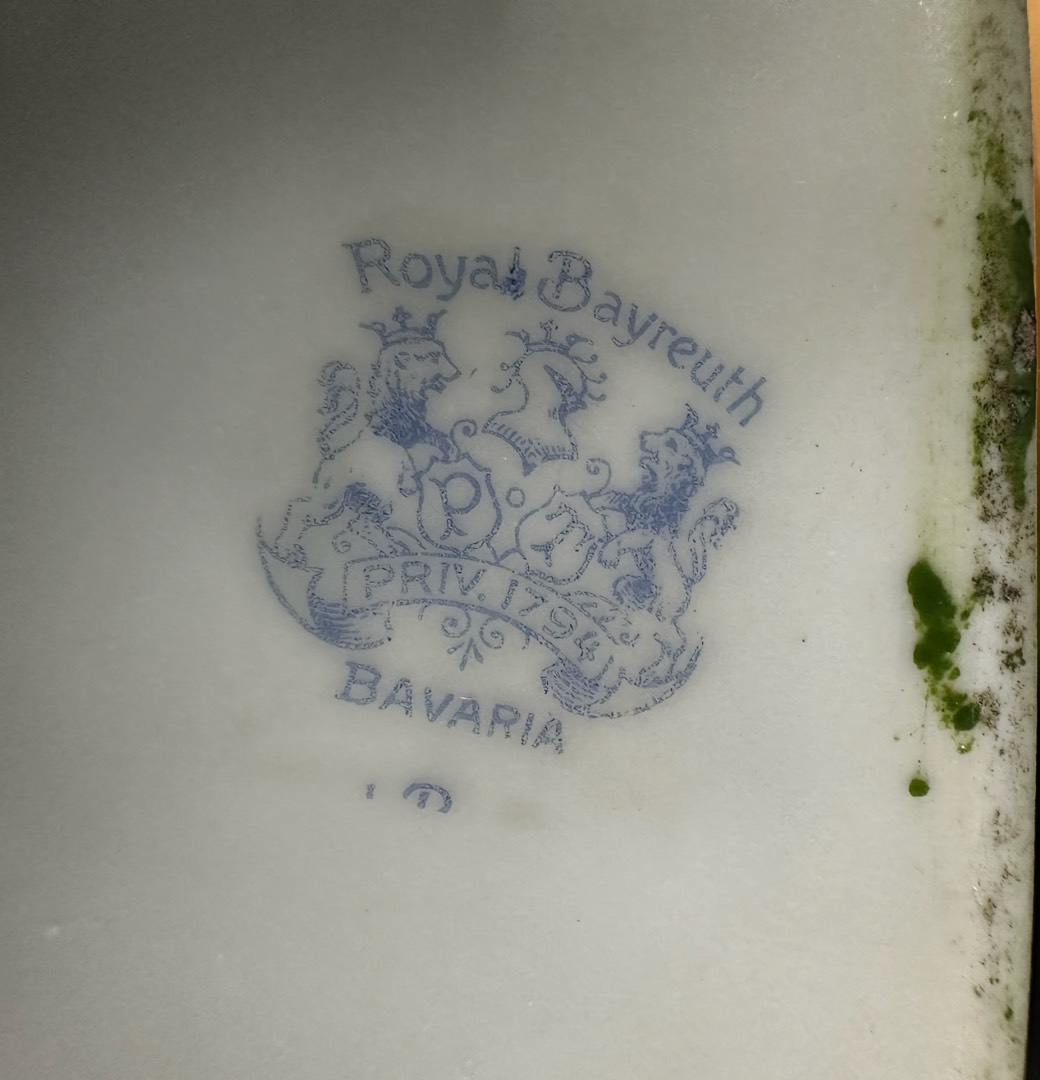 Royal Bayreuth
P T
PRIV. 1794
BAVARIA